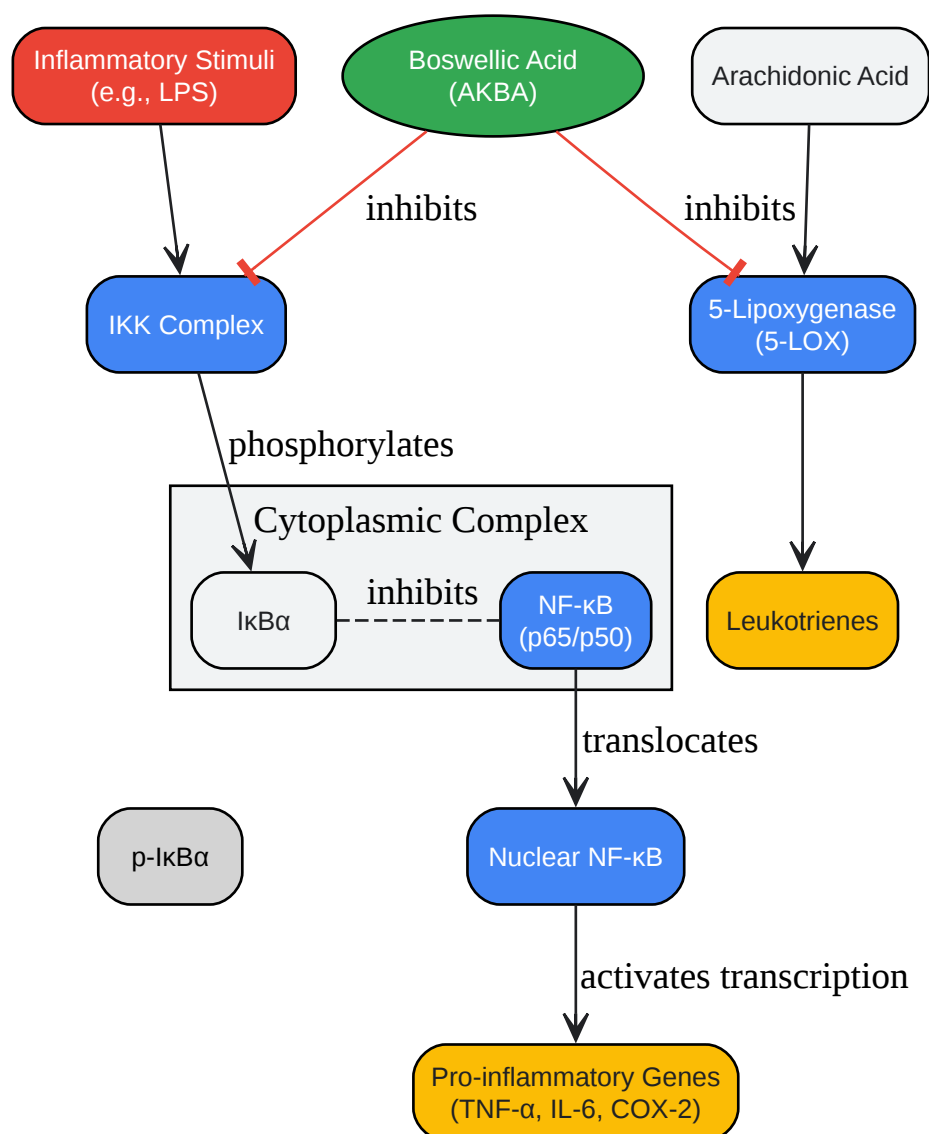 Inflammatory Stimuli
(e.g., LPS)
Boswellic Acid
(AKBA)
Arachidonic Acid
inhibits
inhibits
IKK Complex
5-Lipoxygenase
(5-LOX)
phosphorylates
Cytoplasmic Complex
IκBα
inhibits
NF-κB
(p65/p50)
Leukotrienes
translocates
p-IκBα
Nuclear NF-κB
activates transcription
Pro-inflammatory Genes
(TNF-α, IL-6, COX-2)